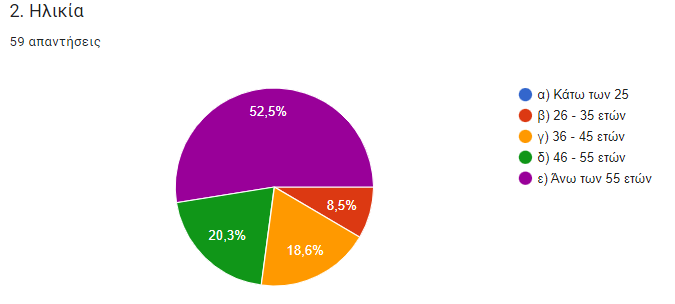 2. Ηλικία
59 απαντήσεις
52,5%
8,5%
20,3%
18,6%
α) Κάτω των 25
β) 26 - 35 ετών
γ) 36 - 45 ετών
δ) 46 - 55 ετών
ε) Άνω των 55 ετών